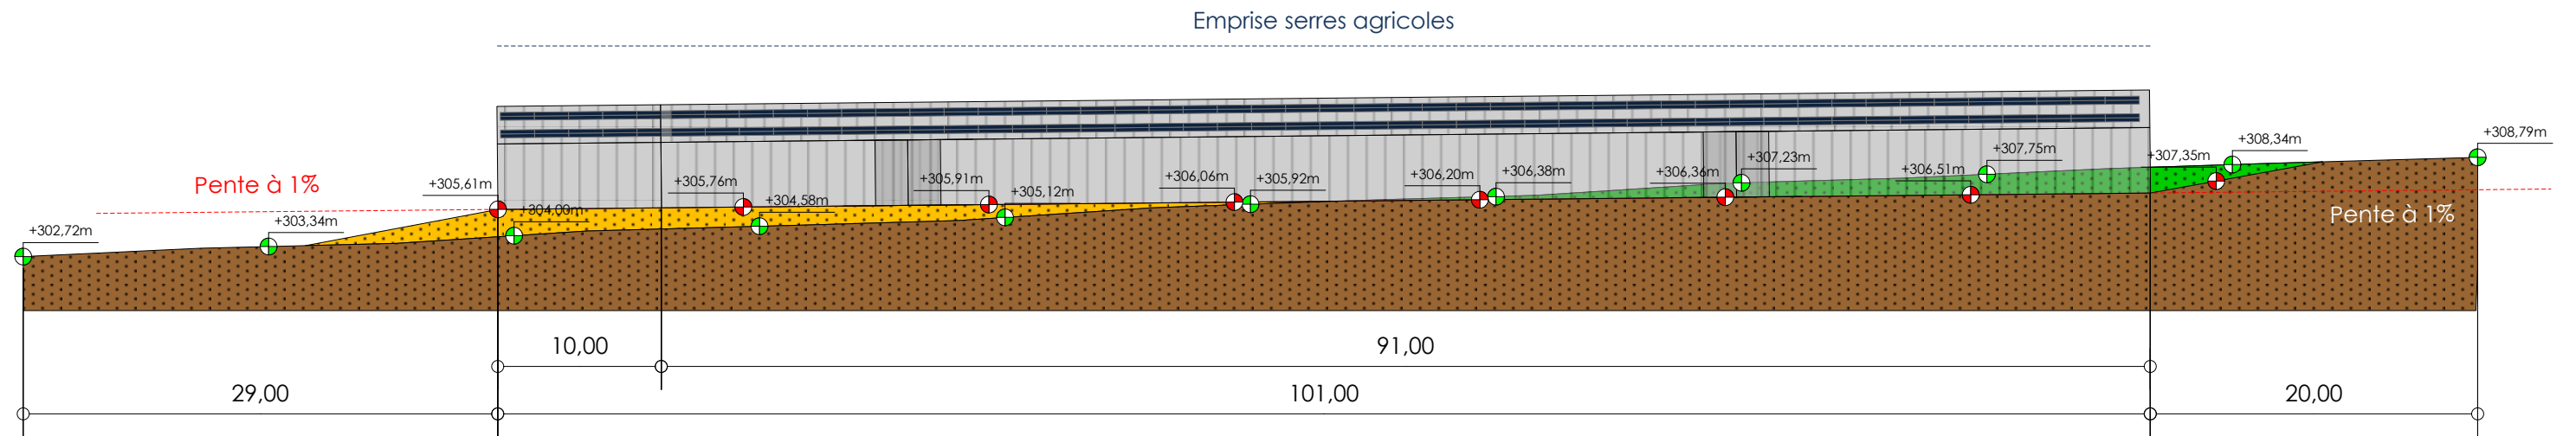 Emprise serres agricoles
Pente à 1%
+302,72m
+303,34m
+305,61m
304,00m
+305,76m
+304,58m
+305,91m
+305,12m
+306,06m
+305,92m
+306,20m
+306,38m
+306,36m
+307,23m
+306,51m
+307,75m
+307,35m
+308,34m
+308,79m
Pente à 1%
10,00
91,00
29,00
101,00
20,00